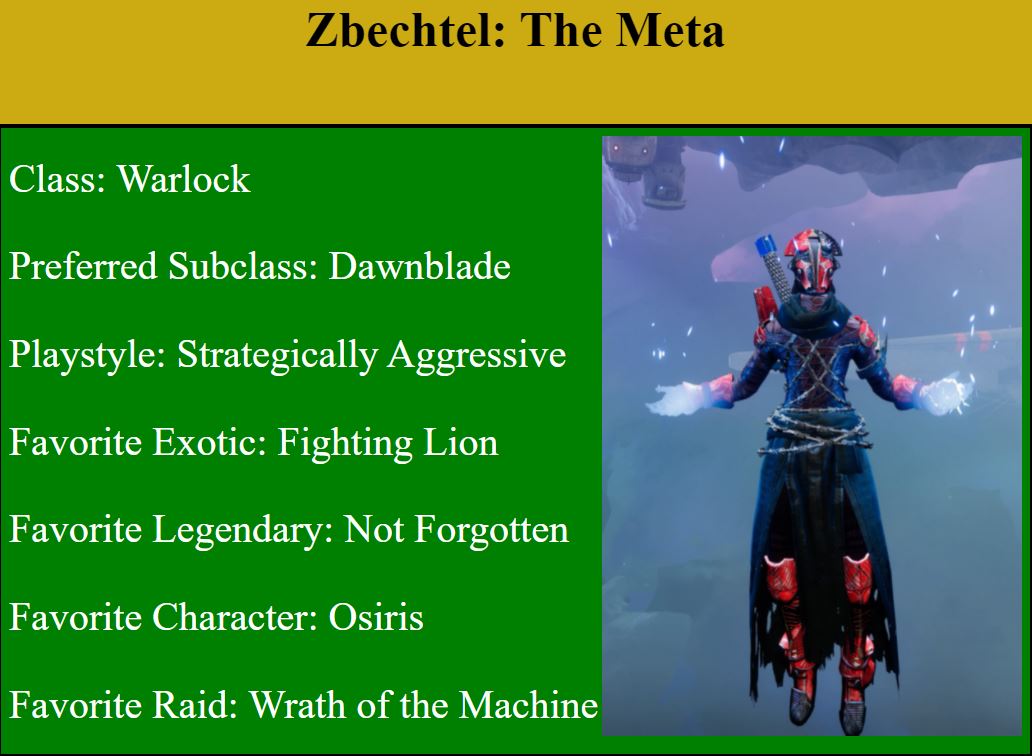 Zbechtel: The Meta
Class: Warlock
Preferred Subclass: Dawnblade
Playstyle: Strategically Aggressive
Favorite Exotic: Fighting Lion
Favorite Legendary: Not Forgotten
Favorite Character: Osiris
Favorite Raid: Wrath of the Machine